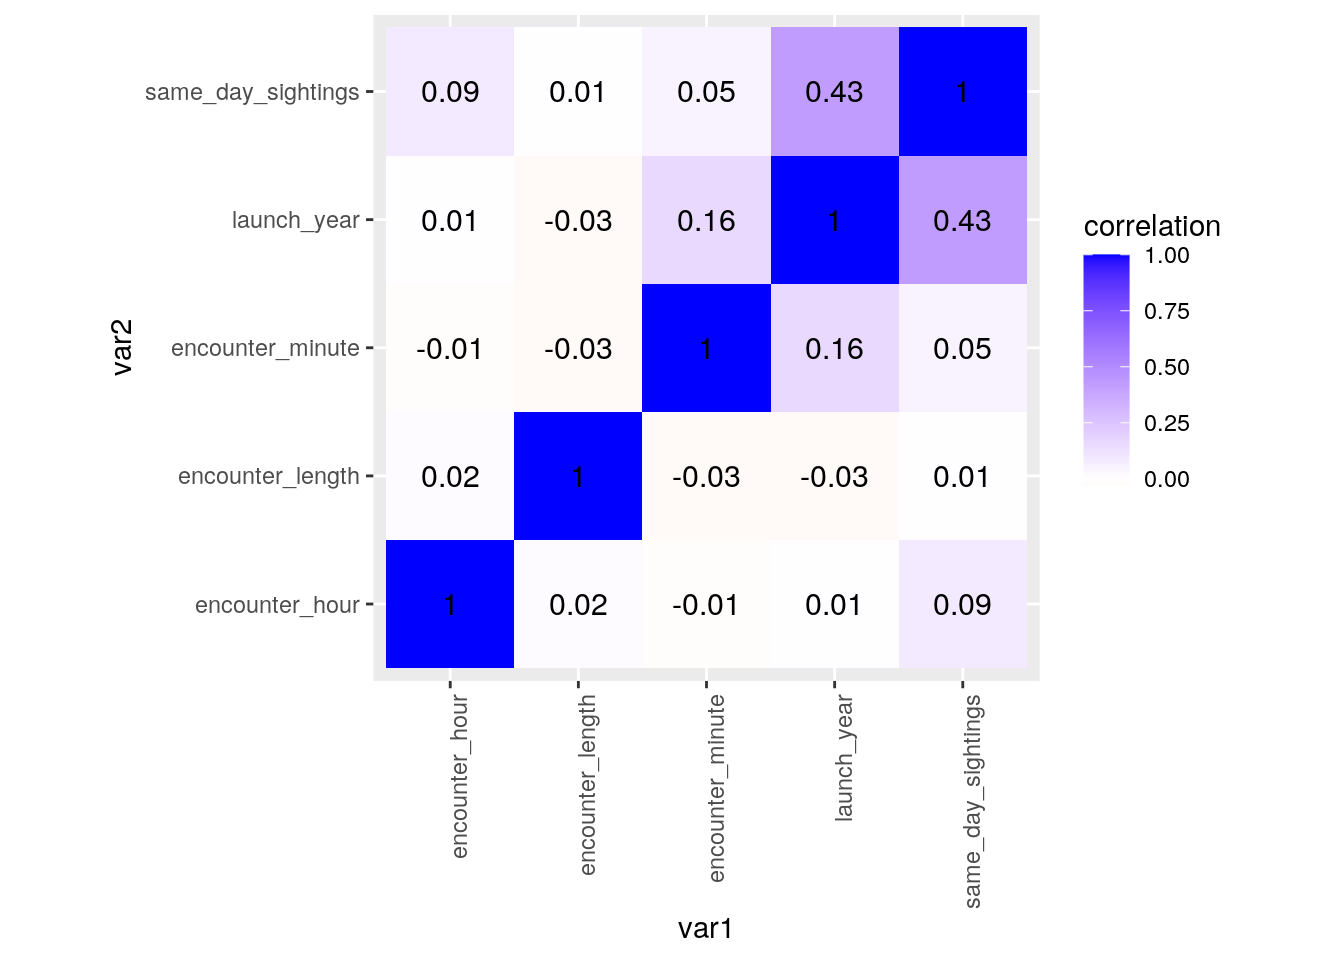 same_day_sightings 0.09 0.01 0.05 0.43 1
launch_year 0.01 -0.03 0.16 1 0.43
encounter_minute -0.01 -0.03 1 0.16 0.05
encounter_length 0.02 1 -0.03 -0.03 0.01
encounter_hour 1 0.02 -0.01 0.01 0.09
var2
encounter_hour
encounter_length
encounter_minute
launch_year
same_day_sightings
var1
correlation
1.00
0.75
0.50
0.25
0.00